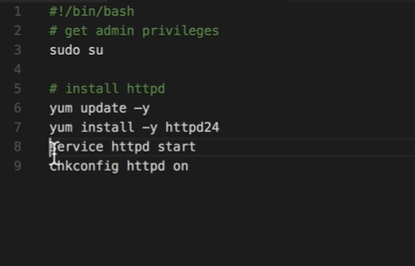 1 #!/bin/bash
2 # get admin privileges
3 sudo su
4
5 # install httpd
6 yum update –y
7 yum install –y httpd24
8 service httpd start
9 chkconfig httpd on